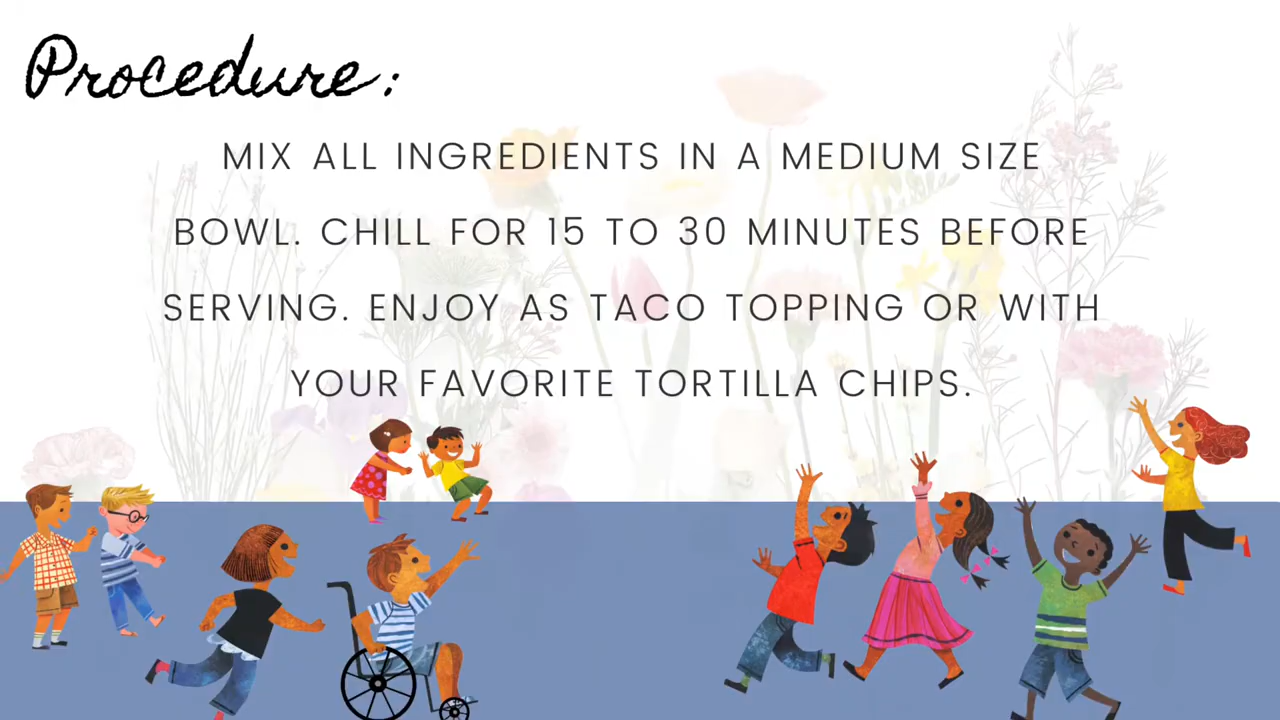 Procedure:
MIX ALL INGREDIENTS IN A MEDIUM SIZE
BOWL. CHILL FOR 15 TO 30 MINUTES BEFORE
SERVING. ENJOY AS TACO TOPPING OR WITH
YOUR FAVORITE TORTILLA CHIPS.